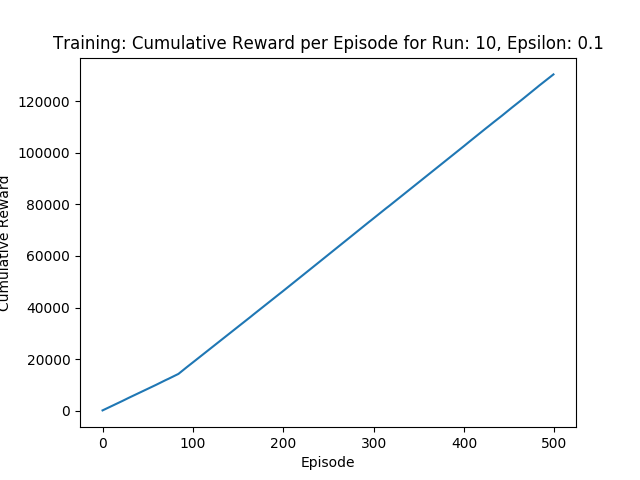 Training: Cumulative Reward per Episode for Run: 10, Epsilon: 0.1
120000
100000
80000
60000
40000
20000
0
Cumulative Reward
0 100 200 300 400 500
Episode